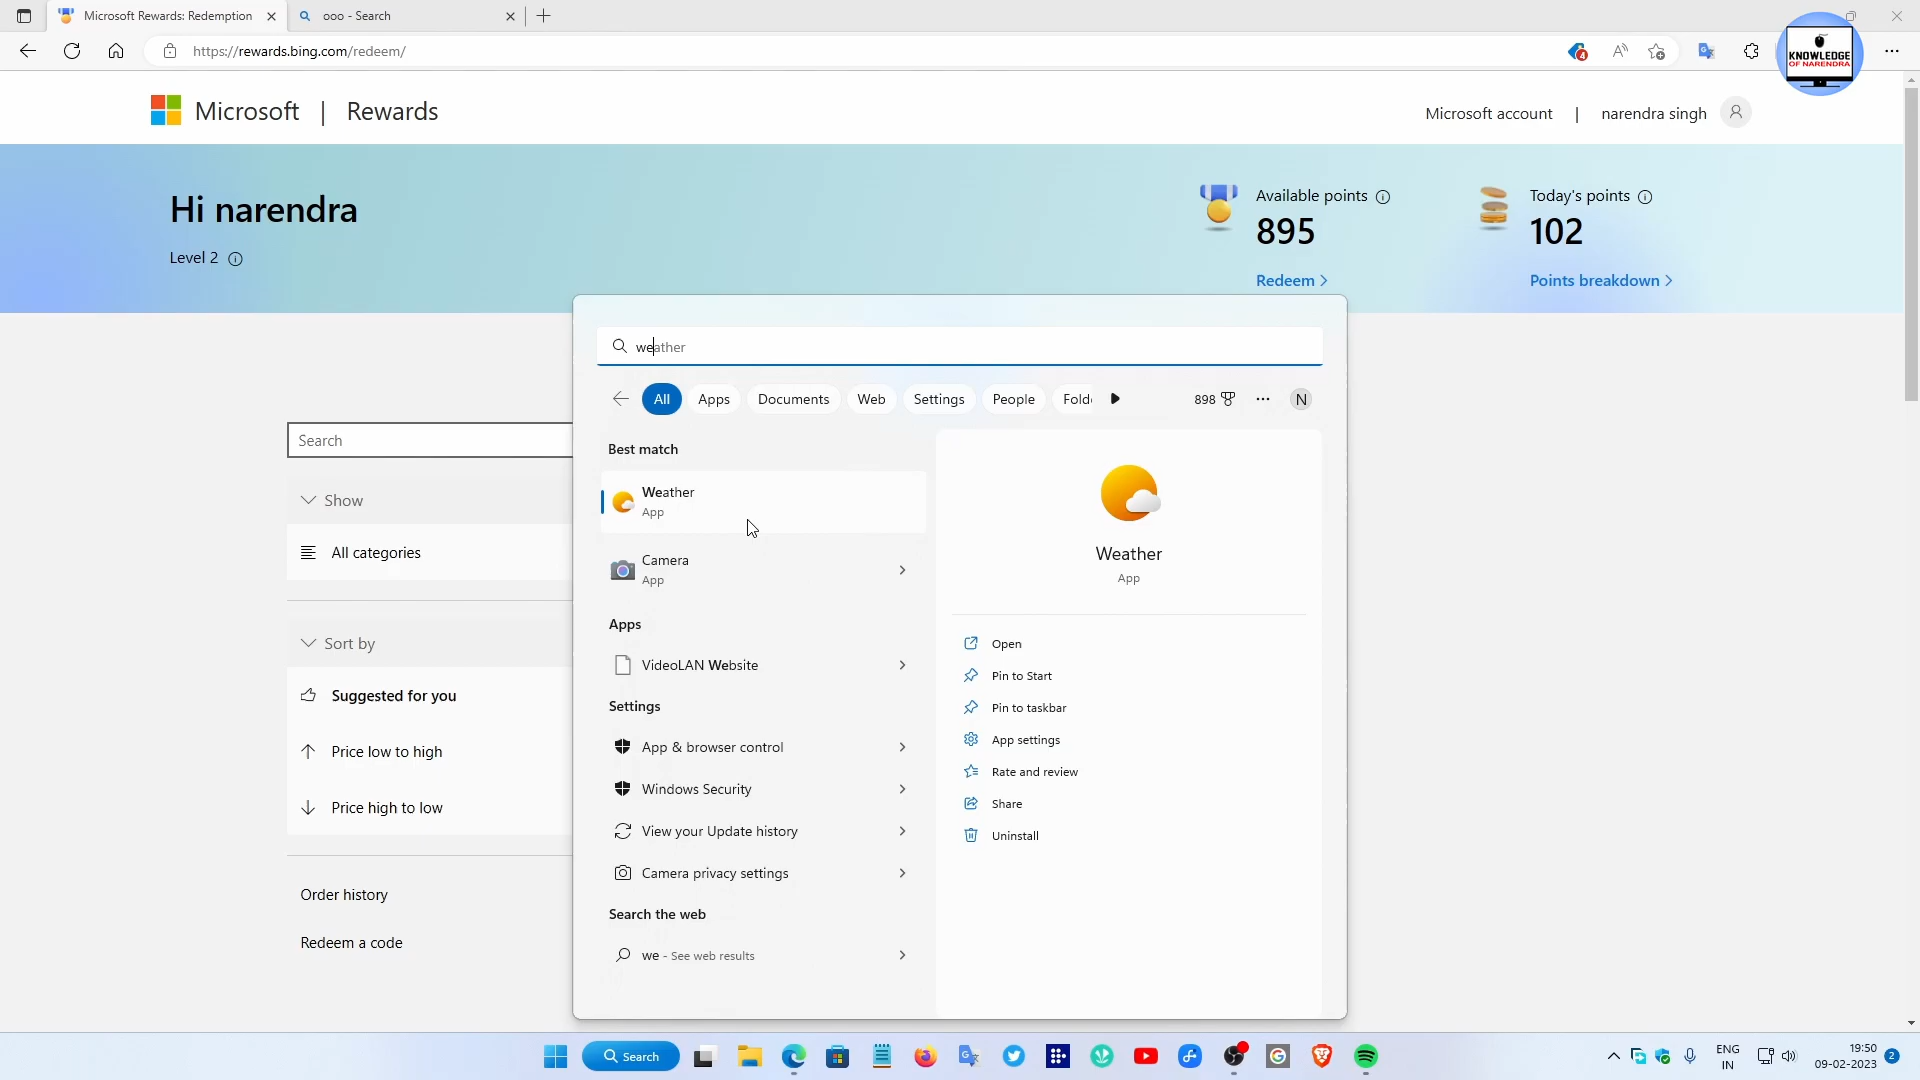 Microsoft Rewards: Redemption
ooo - Search
https://rewards.bing.com/redeem/
4
KNOWLEDGE
OF NARENDRA
Microsoft | Rewards
Microsoft account | narendra singh
Hi narendra
Level 2
Available points
895
Redeem
Today's points
102
Points breakdown
weather
All
Apps
Documents
Web
Settings
People
Folde
898
N
Search
Show
All categories
Sort by
Suggested for you
Price low to high
Price high to low
Order history
Redeem a code
Best match
Weather
App
Camera
App
Apps
VideoLAN Website
Settings
App & browser control
Windows Security
View your Update history
Camera privacy settings
Search the web
we - See web results
Weather
App
Open
Pin to Start
Pin to taskbar
App settings
Rate and review
Share
Uninstall
Search
ENG
IN
19:50
09-02-2023
2